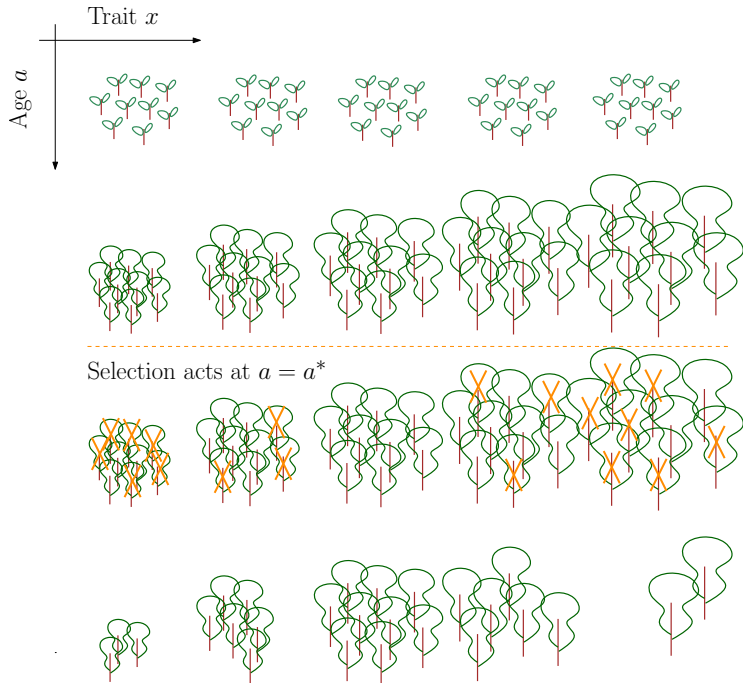 Trait x
Age a
Selection acts at a = a*